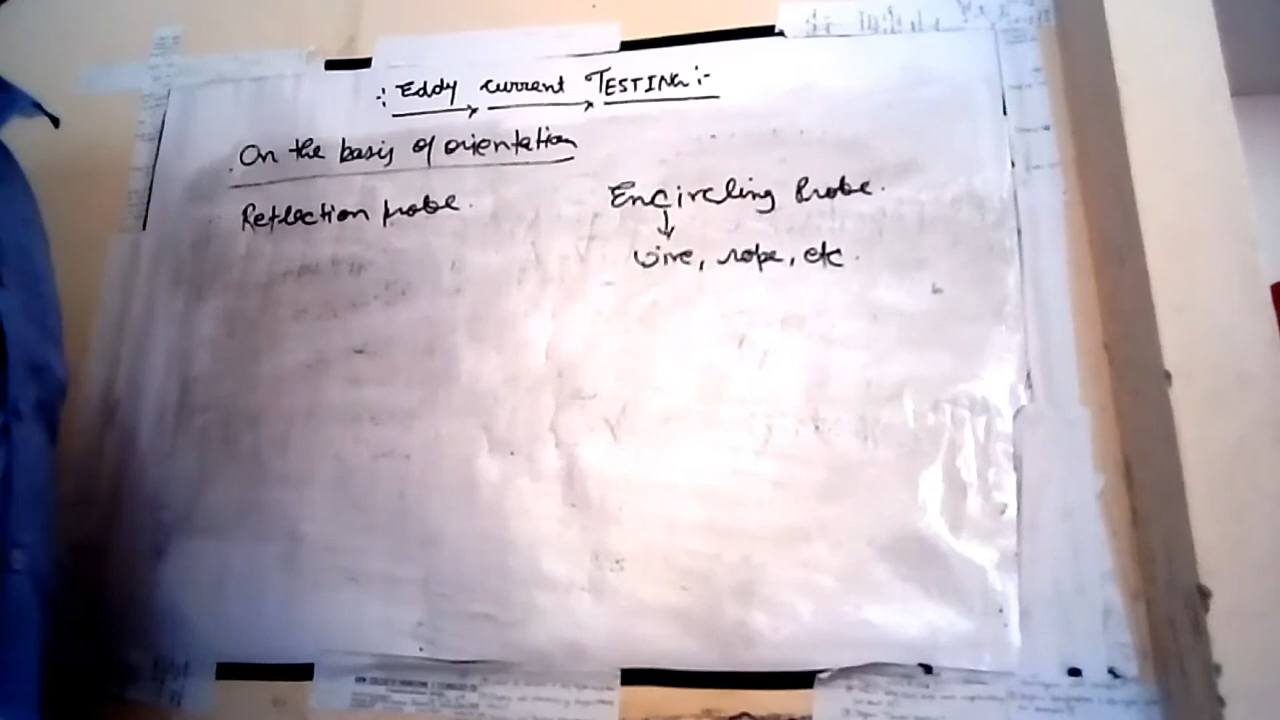 :Eddy current TESTING:-
On the basis of orientation
Reflection probe.
Encircling Probe.
↓
wire, rope, etc.